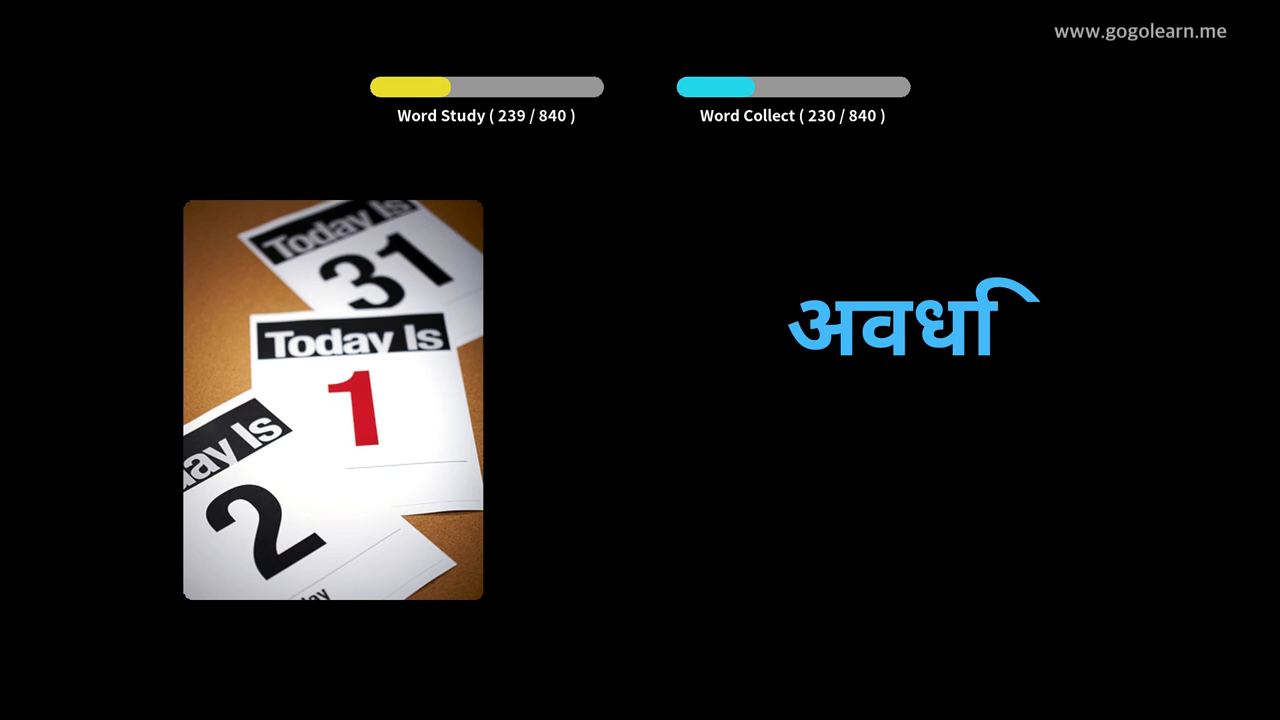 www.gogolearn.me
Word Study ( 239 / 840 )
Word Collect ( 230 / 840 )
Today Is
31
Today Is
1
ay Is
2
day
अवधि